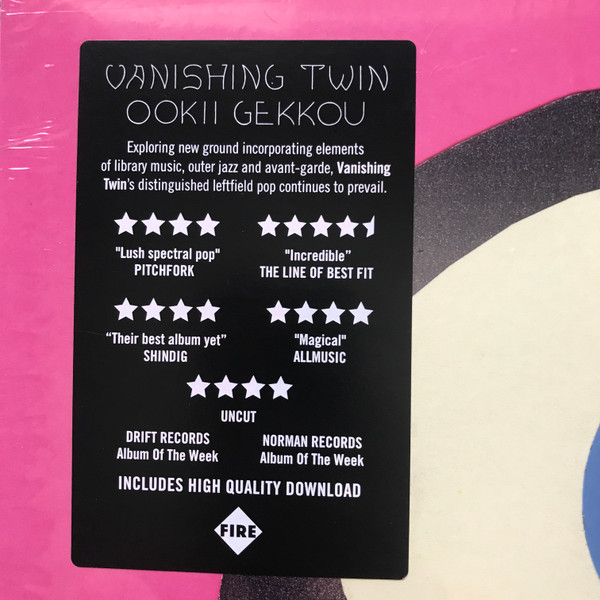 VANISHING TWIN
OOKII GEKKOU
Exploring new ground incorporating elements
of library music, outer jazz and avant-garde, Vanishing
Twin's distinguished leftfield pop continues to prevail.
"Lush spectral pop"
PITCHFORK
"Incredible"
THE LINE OF BEST FIT
"Their best album yet"
SHINDIG
"Magical"
ALLMUSIC
UNCUT
DRIFT RECORDS
Album Of The Week
NORMAN RECORDS
Album Of The Week
INCLUDES HIGH QUALITY DOWNLOAD
FIRE